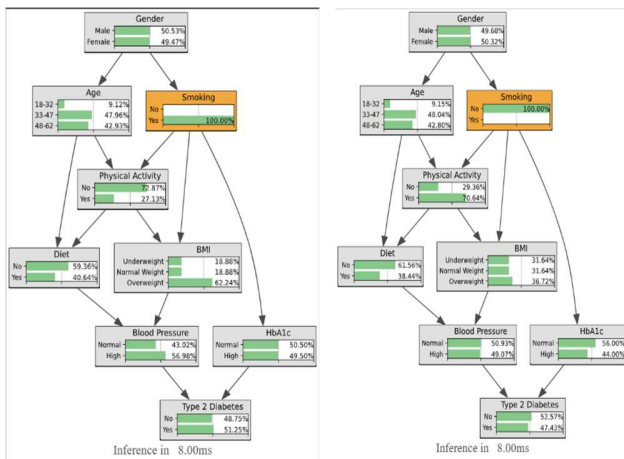 Gender
Male 50.53%
Female 49.47%
Age
18-32 9.12%
33-47 47.96%
48-62 42.93%
Smoking
No
Yes 100.00%
Physical Activity
No 72.87%
Yes 27.13%
Diet
No 59.36%
Yes 40.64%
BMI
Underweight 18.88%
Normal Weight 18.88%
Overweight 62.24%
Blood Pressure
Normal 43.02%
High 56.98%
HbA1c
Normal 50.50%
High 49.50%
Type 2 Diabetes
No 48.75%
Yes 51.25%
Inference in 8.00ms
Gender
Male 49.68%
Female 50.32%
Age
18-32 9.15%
33-47 48.04%
48-62 42.80%
Smoking
No 100.00%
Yes
Physical Activity
No 29.36%
Yes 70.64%
Diet
No 61.56%
Yes 38.44%
BMI
Underweight 31.64%
Normal Weight 31.64%
Overweight 36.72%
Blood Pressure
Normal 50.93%
High 49.07%
HbA1c
Normal 56.00%
High 44.00%
Type 2 Diabetes
No 52.57%
Yes 47.43%
Inference in 8.00ms